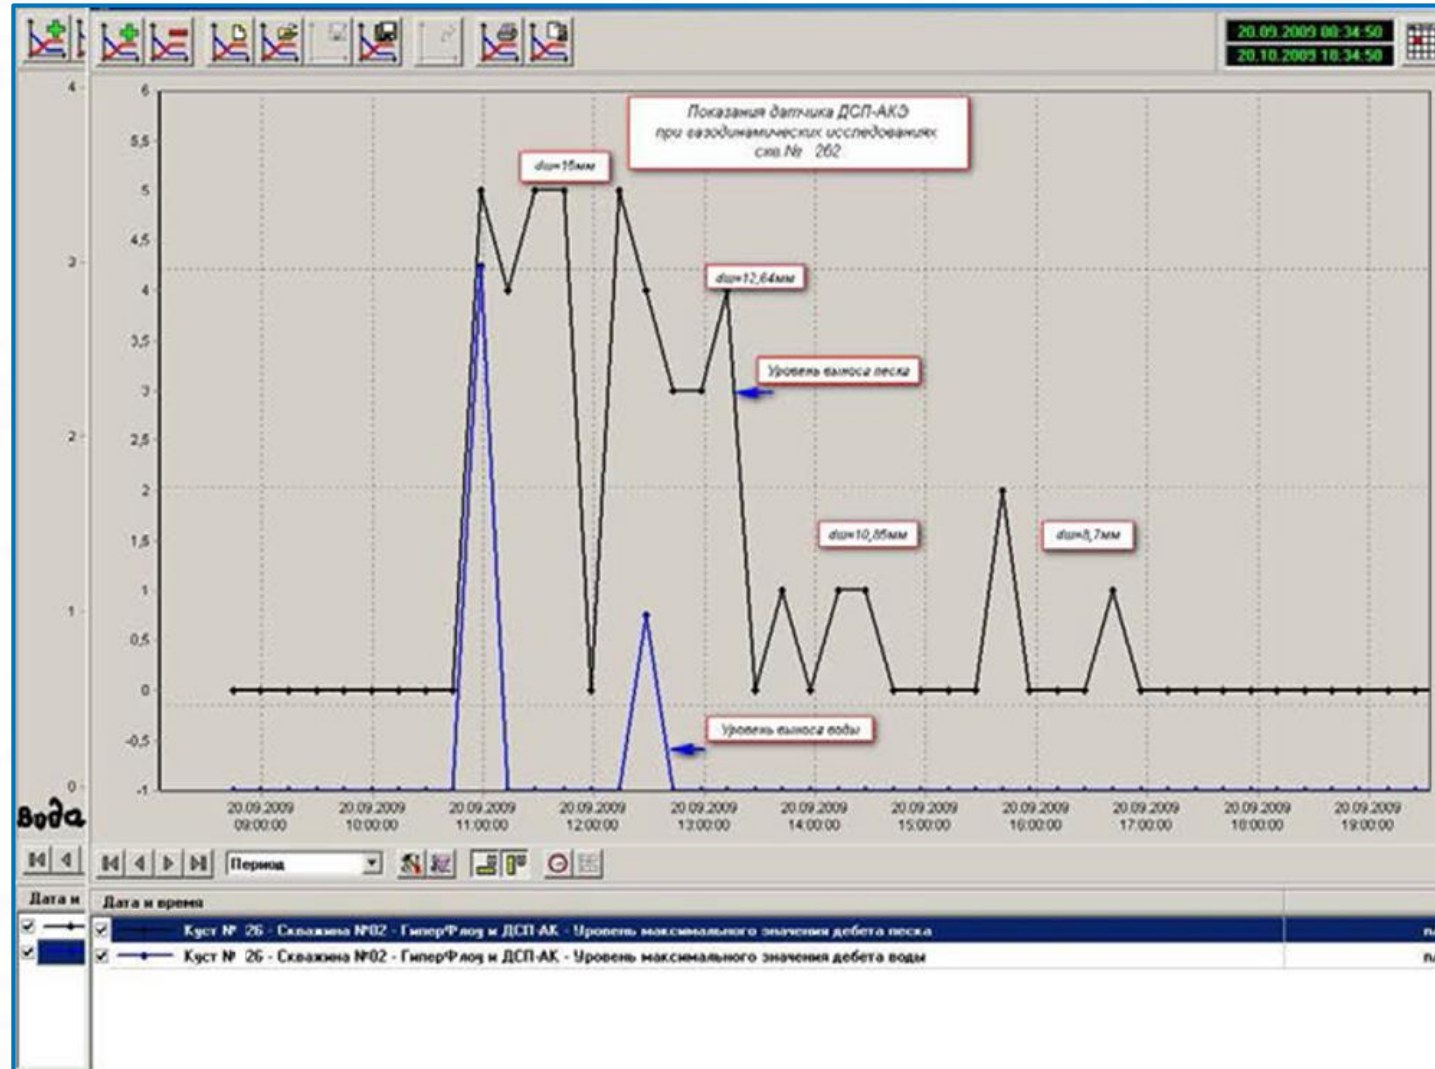 20.09.2009 08:34:50
20.10.2009 18:34:50
4
3
2
1
0
вода
6
5,5
5
4,5
4
3,5
3
2,5
2
1,5
1
0,5
0
-0,5
-1
Показания датчика ДСП-АКЭ
при газодинамических исследованиях
скв.№ 262
dш=16мм
dш=12,64мм
Уровень выноса песка
dш=10,85мм
dш=8,7мм
Уровень выноса воды
20.09.2009 20.09.2009 20.09.2009 20.09.2009 20.09.2009 20.09.2009 20.09.2009 20.09.2009 20.09.2009 20.09.2009 20.09.2009
09:00:00 10:00:00 11:00:00 12:00:00 13:00:00 14:00:00 15:00:00 16:00:00 17:00:00 18:00:00 19:00:00
Период
Дата и
Дата и время
Куст № 26 - Скважина №02 - ГиперФлоу и ДСП-АК - Уровень максимального значения дебета песка
Куст № 26 - Скважина №02 - ГиперФлоу и ДСП-АК - Уровень максимального значения дебета воды